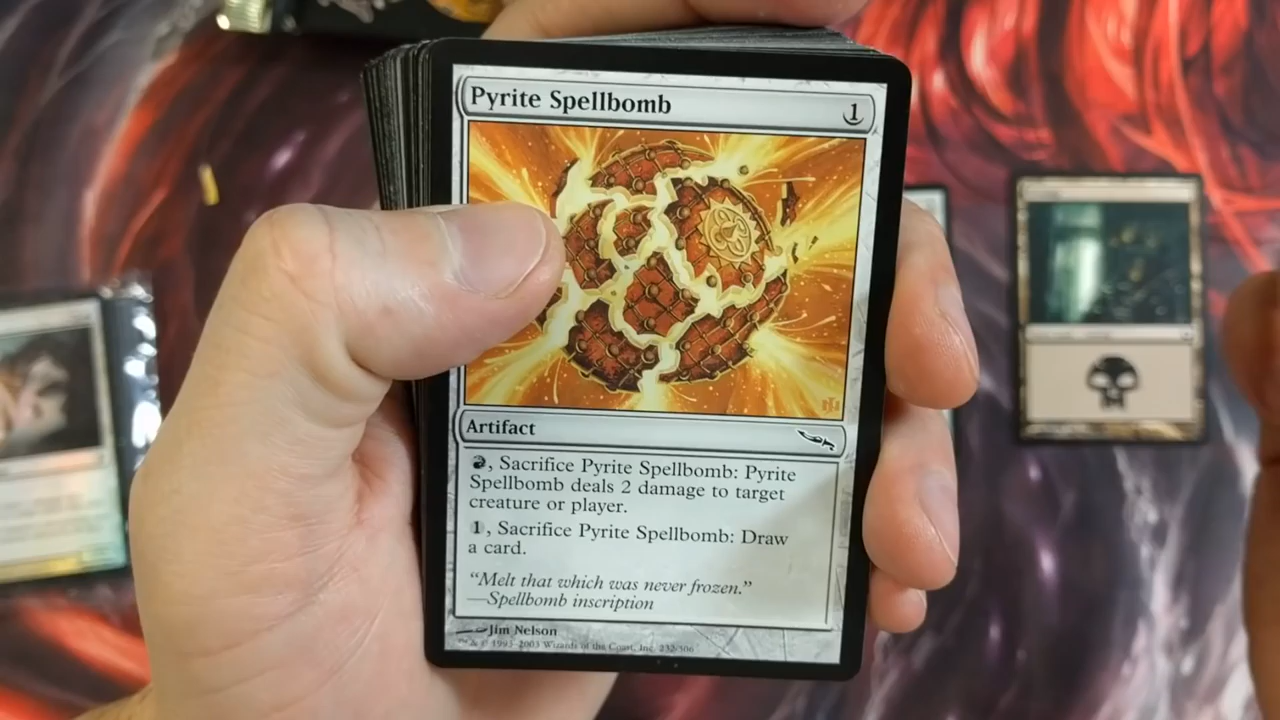 Pyrite Spellbomb 1
Artifact
, Sacrifice Pyrite Spellbomb: Pyrite
Spellbomb deals 2 damage to target
creature or player.
1, Sacrifice Pyrite Spellbomb: Draw
a card.
“Melt that which was never frozen.”
—Spellbomb inscription
Jim Nelson
© 1993–2003 Wizards of the Coast, Inc. 232/306